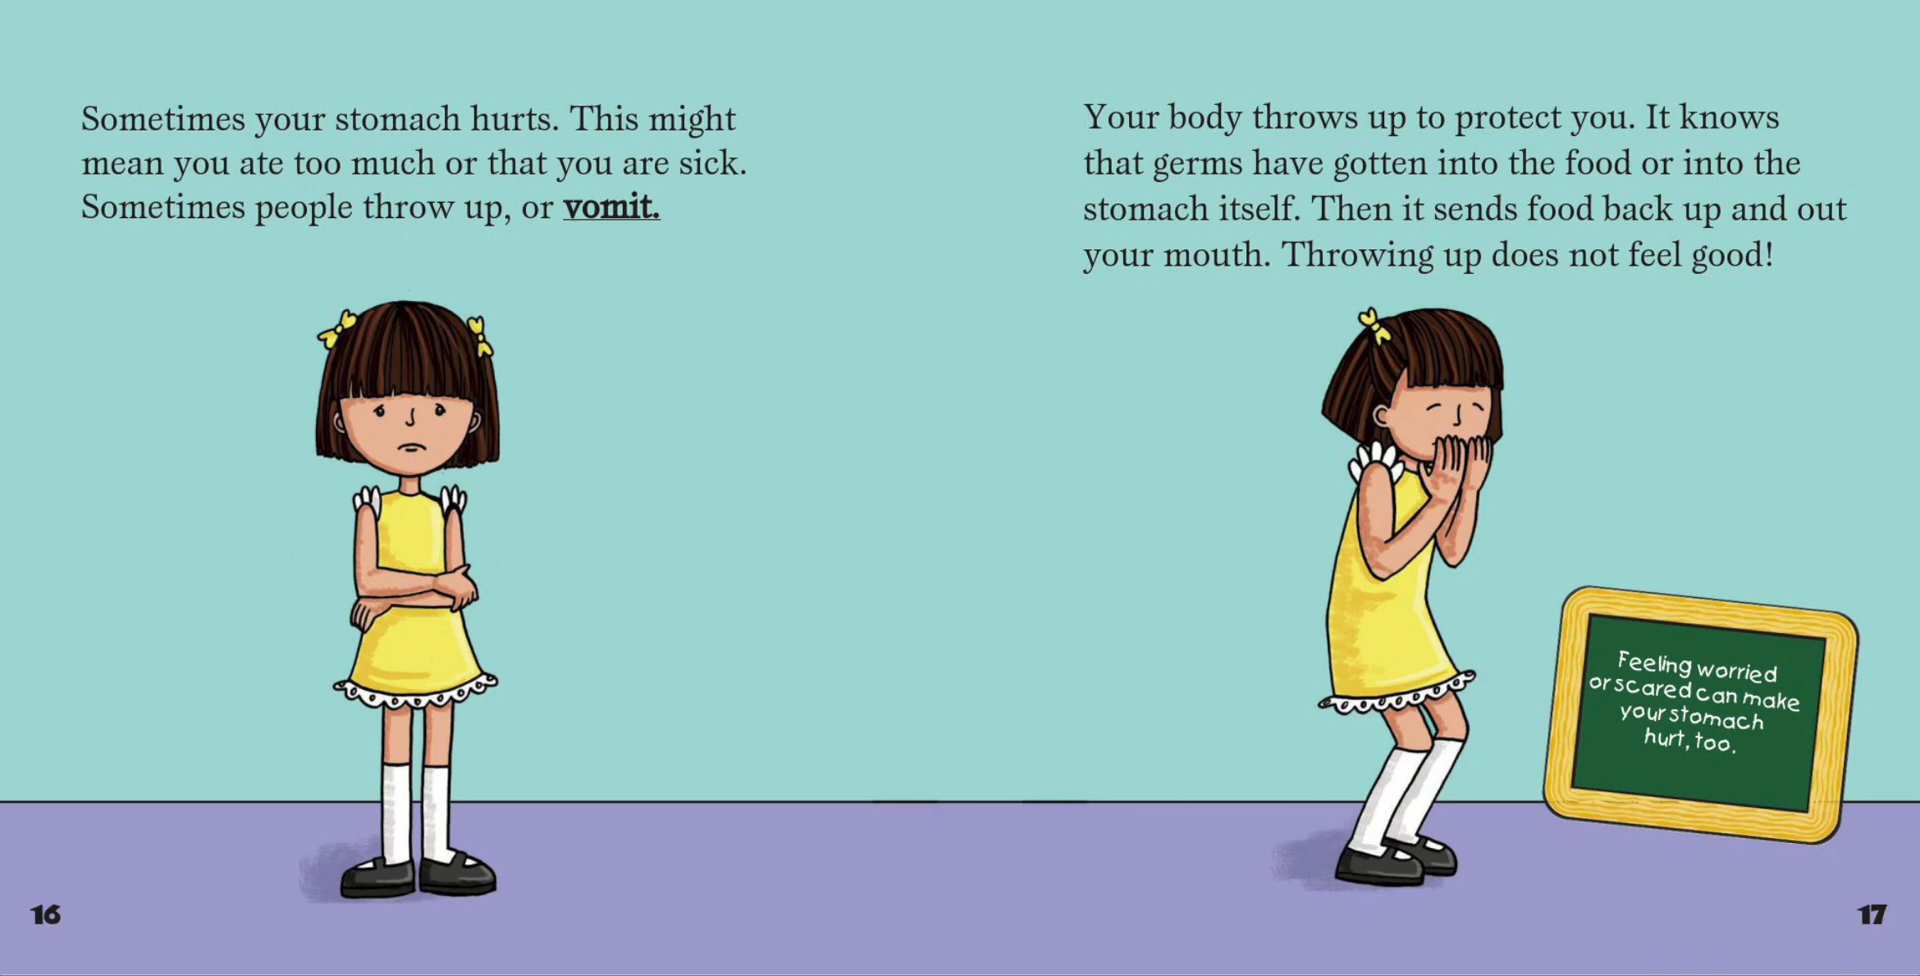 Sometimes your stomach hurts. This might
mean you ate too much or that you are sick.
Sometimes people throw up, or vomit.
16
Your body throws up to protect you. It knows
that germs have gotten into the food or into the
stomach itself. Then it sends food back up and out
your mouth. Throwing up does not feel good!
Feeling worried
or scared can make
your stomach
hurt, too.
17